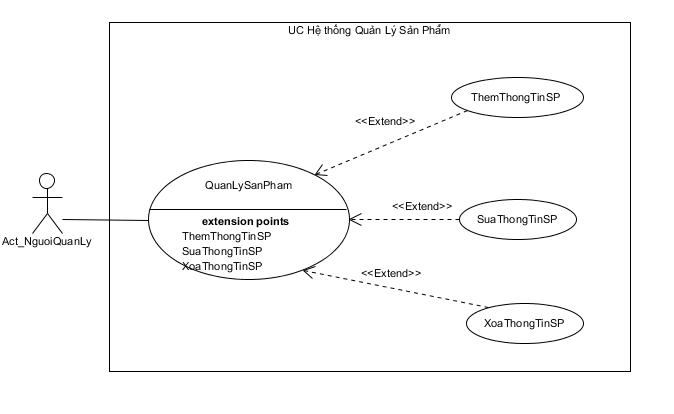 UC Hệ thống Quản Lý Sản Phẩm
ThemThongTinSP
<<Extend>>
QuanLySanPham
<<Extend>>
SuaThongTinSP
extension points
ThemThongTinSP
SuaThongTinSP
XoaThongTinSP
Act_NguoiQuanLy
<<Extend>>
XoaThongTinSP